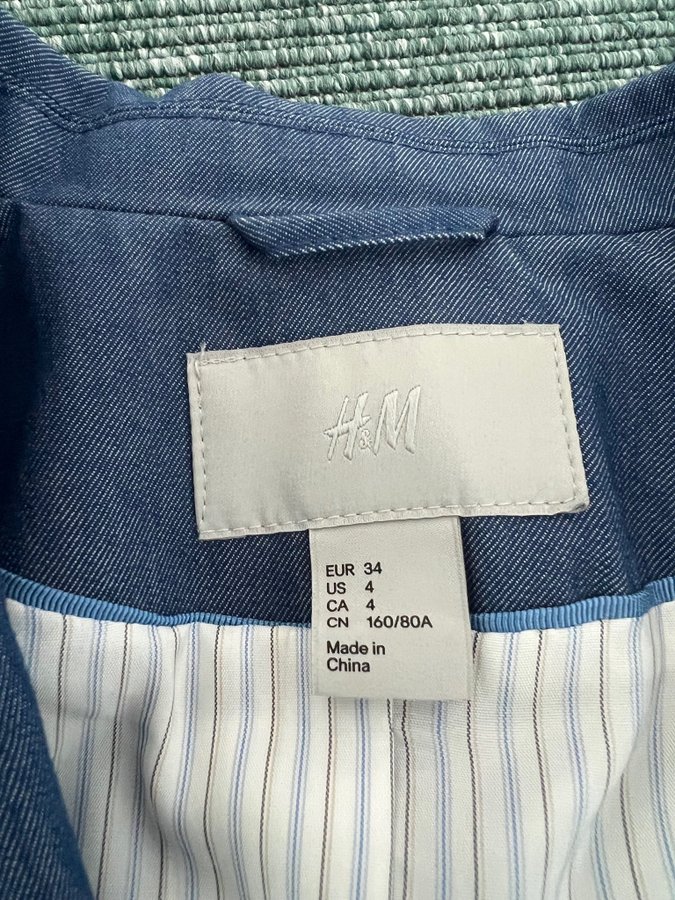 H&M
EUR 34
US 4
CA 4
CN 160/80A
Made in
China